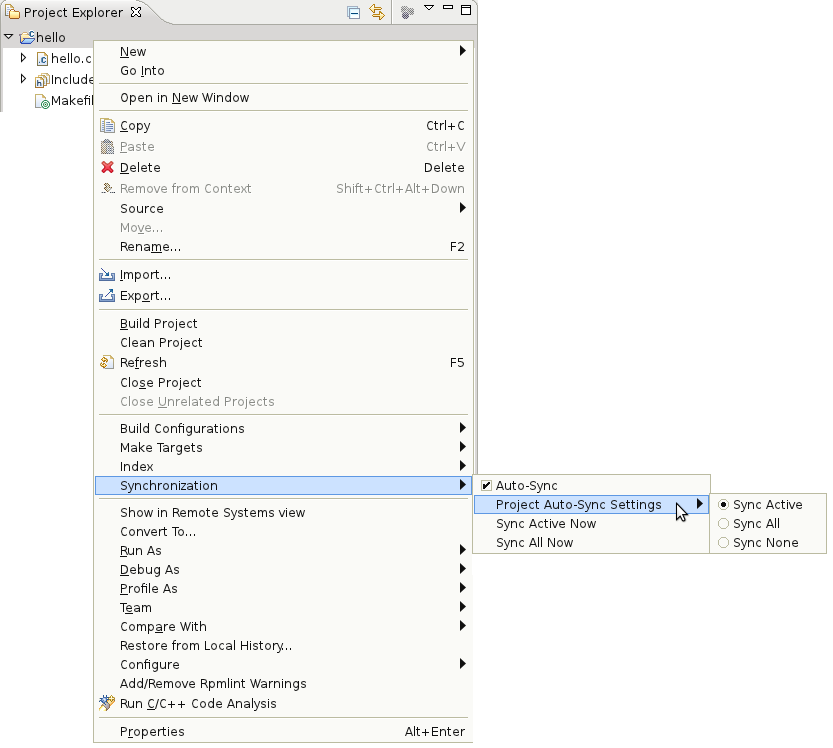 Project Explorer
hello
hello.c
Include
Makefil
New
Go Into
Open in New Window
Copy Ctrl+C
Paste Ctrl+V
Delete Delete
Remove from Context Shift+Ctrl+Alt+Down
Source
Move...
Rename... F2
Import...
Export...
Build Project
Clean Project
Refresh F5
Close Project
Close Unrelated Projects
Build Configurations
Make Targets
Index
Synchronization
Auto-Sync
Project Auto-Sync Settings
Sync Active Now
Sync All Now
Sync Active
Sync All
Sync None
Show in Remote Systems view
Convert To...
Run As
Debug As
Profile As
Team
Compare With
Restore from Local History...
Configure
Add/Remove Rpmlint Warnings
Run C/C++ Code Analysis
Properties Alt+Enter